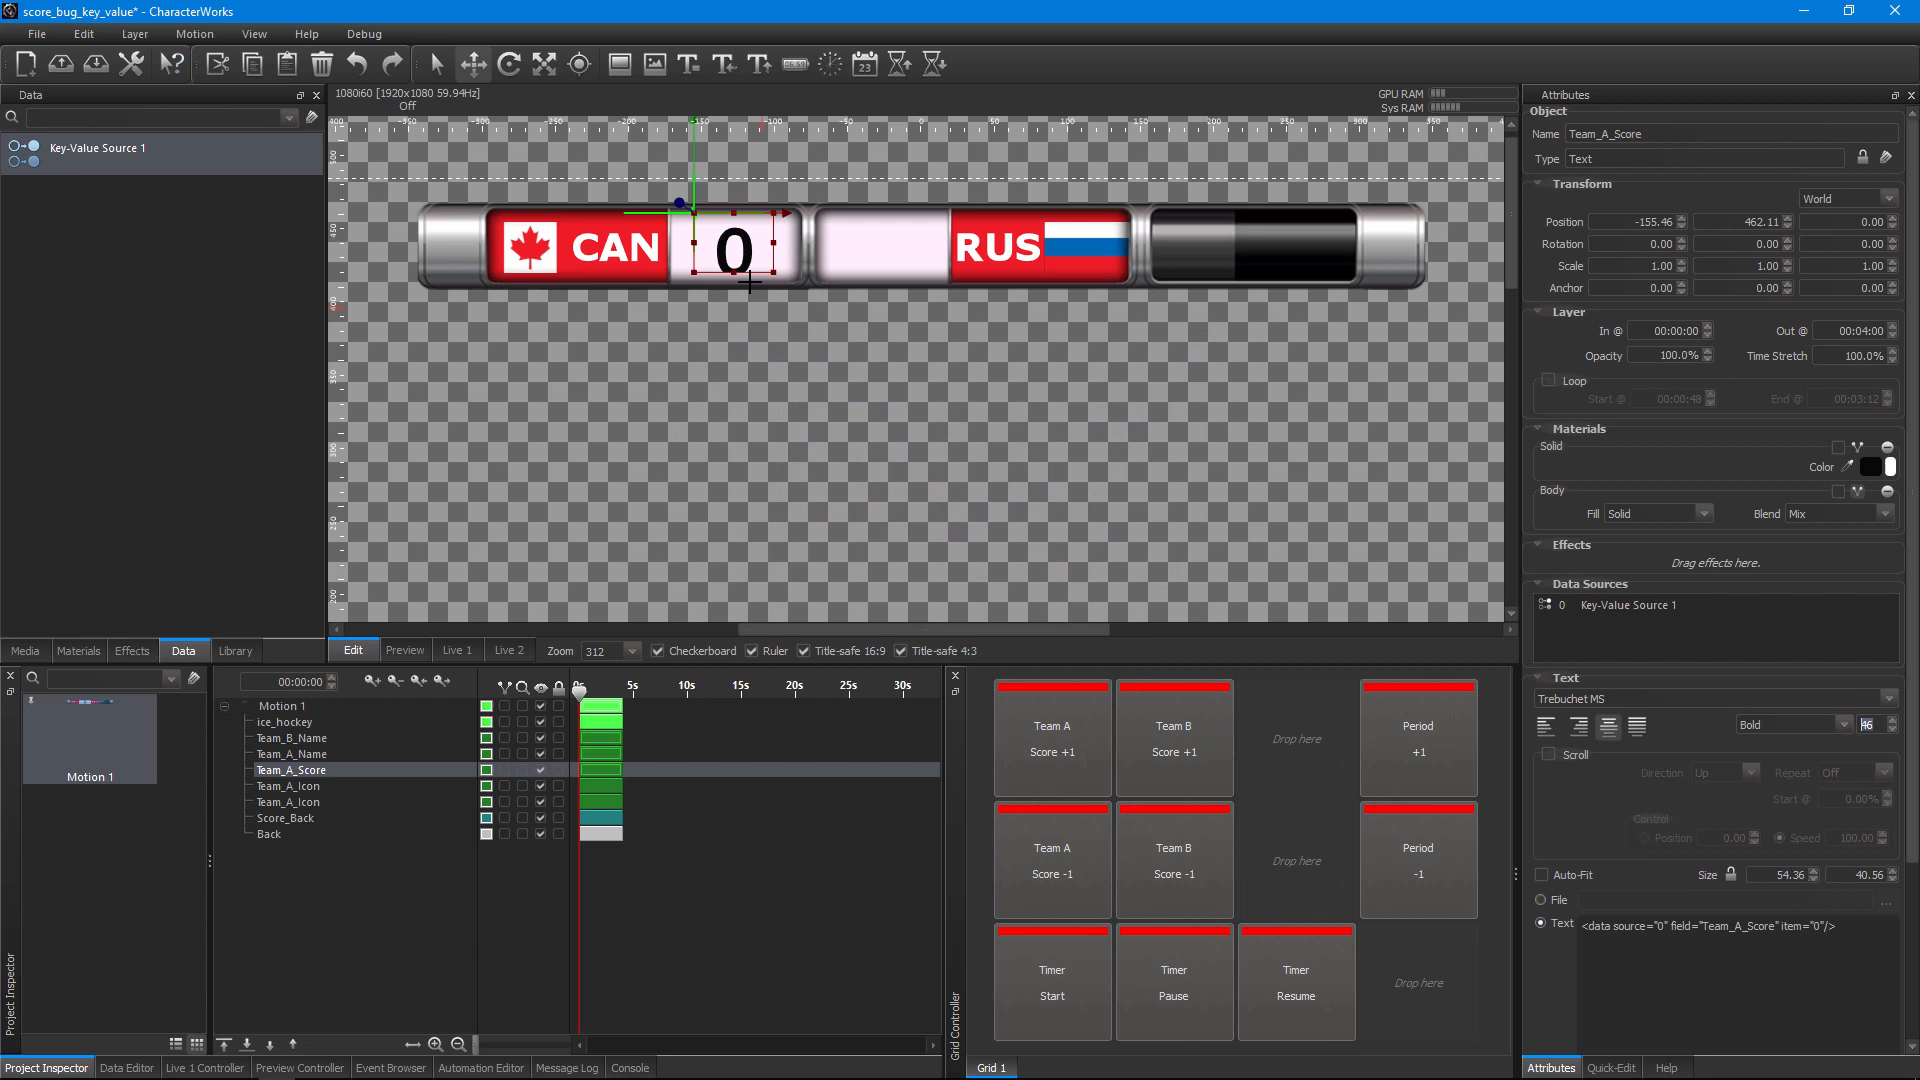 score_bug_key_value* - CharacterWorks
File Edit Layer Motion View Help Debug
Data
1080i60 [1920x1080 59.94Hz]
Off
GPU RAM
Sys RAM
Key-Value Source 1
CAN
0
RUS
Media Materials Effects Data Library
Edit Preview Live 1 Live 2 Zoom 312 Checkerboard Ruler Title-safe 16:9 Title-safe 4:3
Attributes
Object
Name Team_A_Score
Type Text
Transform
World
Position -155.46 462.11 0.00
Rotation 0.00 0.00 0.00
Scale 1.00 1.00 1.00
Anchor 0.00 0.00 0.00
Layer
In @ 00:00:00 Out @ 00:04:00
Opacity 100.0% Time Stretch 100.0%
Loop
Start @ 00:00:48 End @ 00:03:12
Materials
Solid
Color
Body
Fill Solid Blend Mix
Effects
Drag effects here.
Data Sources
0 Key-Value Source 1
Text
Trebuchet MS
Bold 46
Scroll
Direction Up Repeat Off
Start @ 0.00%
Control
Position 0.00 Speed 100.00
Auto-Fit Size 54.36 40.56
File ...
Text <data source="0" field="Team_A_Score" item="0"/>
Attributes Quick-Edit Help
Project Inspector
Motion 1
00:00:00
5s 10s 15s 20s 25s 30s
Motion 1
ice_hockey
Team_B_Name
Team_A_Name
Team_A_Score
Team_A_Icon
Team_A_Icon
Score_Back
Back
Grid Controller
Team A
Score +1
Team B
Score +1
Drop here
Period
+1
Team A
Score -1
Team B
Score -1
Drop here
Period
-1
Timer
Start
Timer
Pause
Timer
Resume
Drop here
Project Inspector Data Editor Live 1 Controller Preview Controller Event Browser Automation Editor Message Log Console
Grid 1